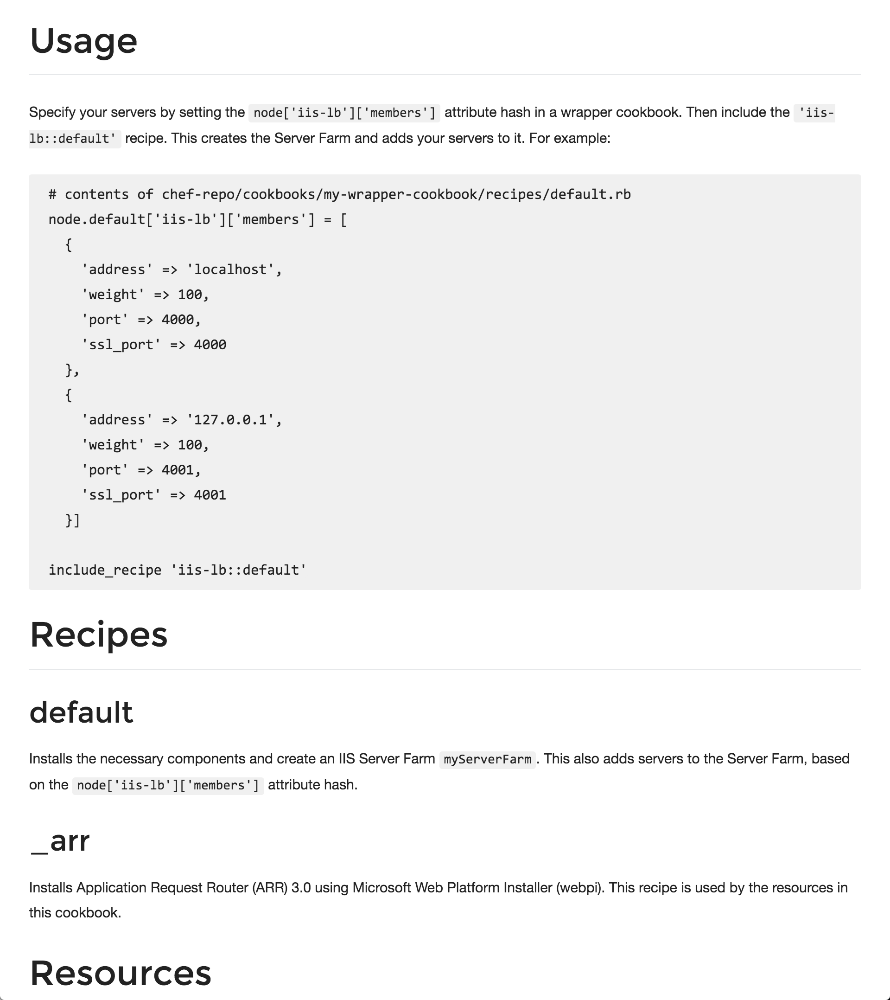 Usage
Specify your servers by setting the node['iis-lb']['members'] attribute hash in a wrapper cookbook. Then include the 'iis-
lb::default' recipe. This creates the Server Farm and adds your servers to it. For example:
# contents of chef-repo/cookbooks/my-wrapper-cookbook/recipes/default.rb
node.default['iis-lb']['members'] = [
  {
    'address' => 'localhost',
    'weight' => 100,
    'port' => 4000,
    'ssl_port' => 4000
  },
  {
    'address' => '127.0.0.1',
    'weight' => 100,
    'port' => 4001,
    'ssl_port' => 4001
  }]
include_recipe 'iis-lb::default'
Recipes
default
Installs the necessary components and create an IIS Server Farm myServerFarm. This also adds servers to the Server Farm, based
on the node['iis-lb']['members'] attribute hash.
_arr
Installs Application Request Router (ARR) 3.0 using Microsoft Web Platform Installer (webpi). This recipe is used by the resources in
this cookbook.
Resources